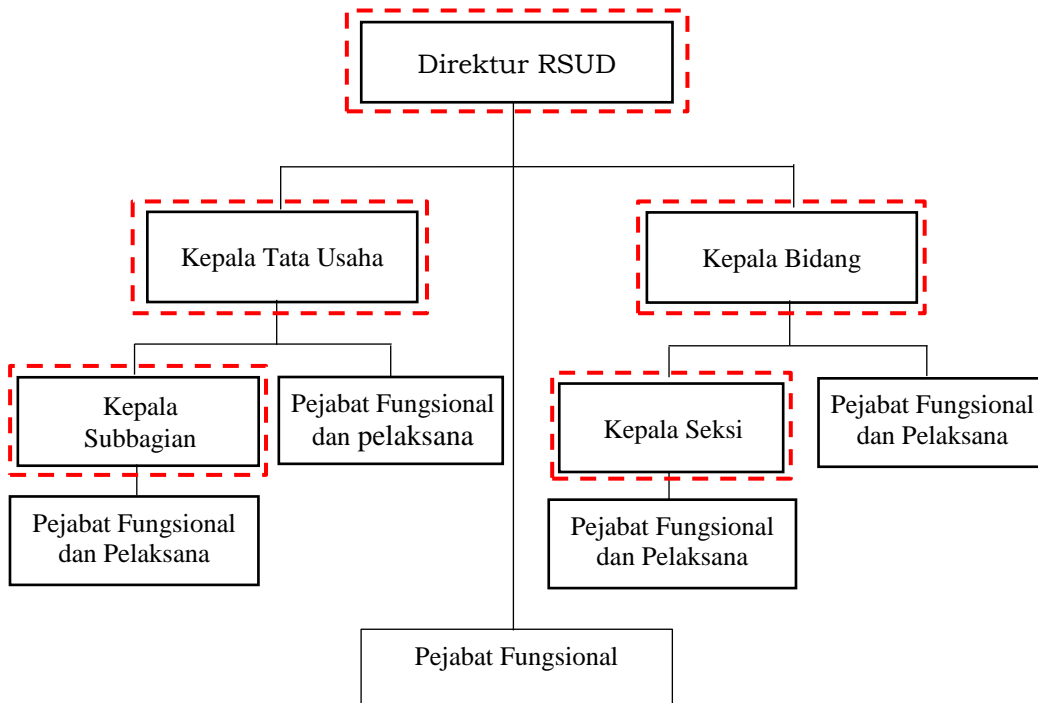 Direktur RSUD
Kepala Tata Usaha
Kepala Bidang
Kepala
Subbagian
Pejabat Fungsional
dan pelaksana
Kepala Seksi
Pejabat Fungsional
dan Pelaksana
Pejabat Fungsional
dan Pelaksana
Pejabat Fungsional
dan Pelaksana
Pejabat Fungsional